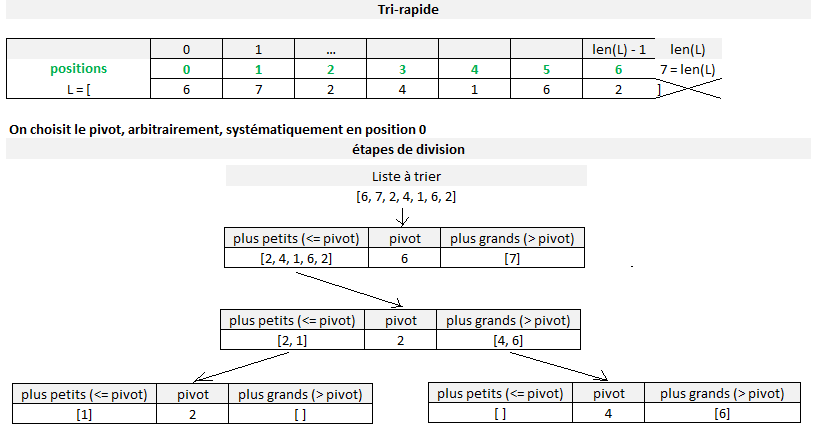 Tri-rapide
0 1 ... len(L) - 1 len(L)
positions 0 1 2 3 4 5 6 7 = len(L)
L = [ 6 7 2 4 1 6 2 ]
On choisit le pivot, arbitrairement, systématiquement en position 0
étapes de division
Liste à trier
[6, 7, 2, 4, 1, 6, 2]
plus petits (<= pivot) pivot plus grands (> pivot)
[2, 4, 1, 6, 2] 6 [7]
plus petits (<= pivot) pivot plus grands (> pivot)
[2, 1] 2 [4, 6]
plus petits (<= pivot) pivot plus grands (> pivot) plus petits (<= pivot) pivot plus grands (> pivot)
[1] 2 [ ] [ ] 4 [6]